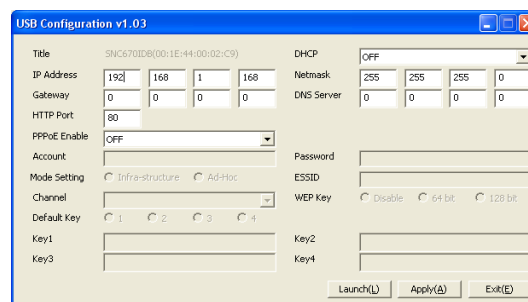 USB Configuration v1.03
Title SNC670IDB(00:1E:44:00:02:C9) DHCP OFF
IP Address 192 168 1 168 Netmask 255 255 255 0
Gateway 0 0 0 0 DNS Server 0 0 0 0
HTTP Port 80
PPPoE Enable OFF
Account Password
Mode Setting Infra-structure Ad-Hoc ESSID
Channel WEP Key Disable 64 bit 128 bit
Default Key 1 2 3 4
Key1 Key2
Key3 Key4
Launch(L) Apply(A) Exit(E)